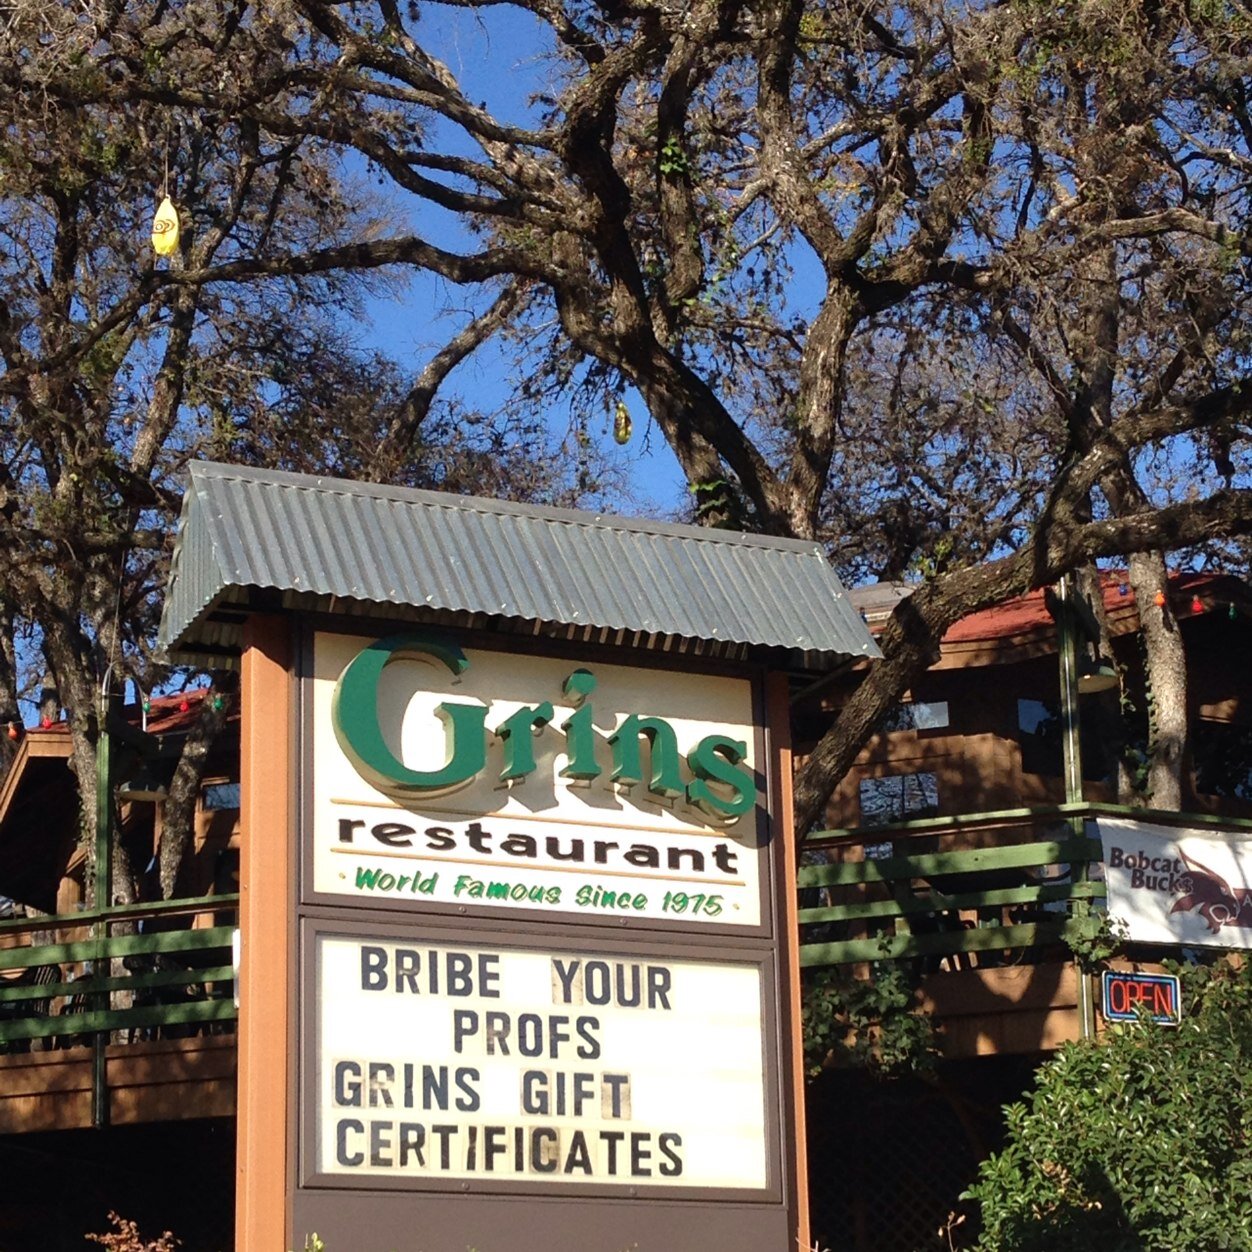 Grins
restaurant
· World Famous Since 1975 ·
BRIBE YOUR
PROFS
GRINS GIFT
CERTIFICATES
Bobcat
Bucks
OPEN